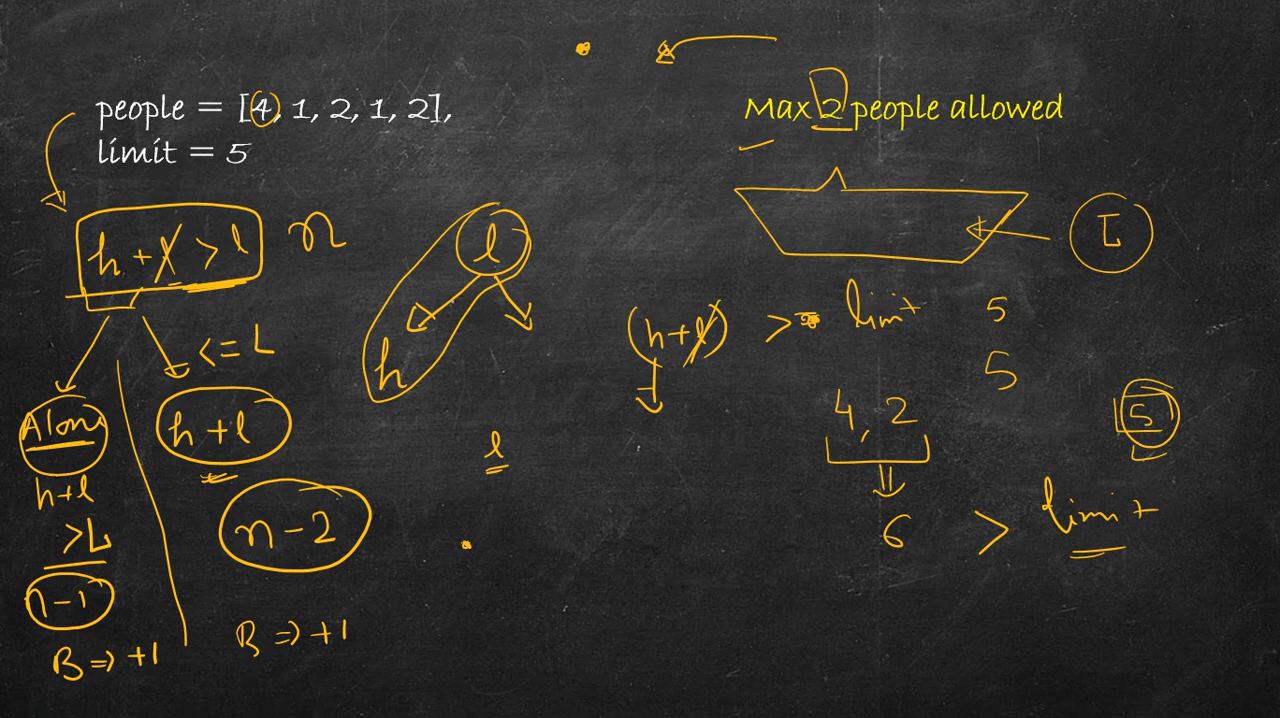 people = [4, 1, 2, 1, 2],
limit = 5
Max 2 people allowed
h + l > l
n
l
h
L
(h+l) > limit 5
5
<= L
Alone
h + l
4, 2
5
l
h+l
> L
n - 1
n - 2
6 > limit
B => +1
B => +1